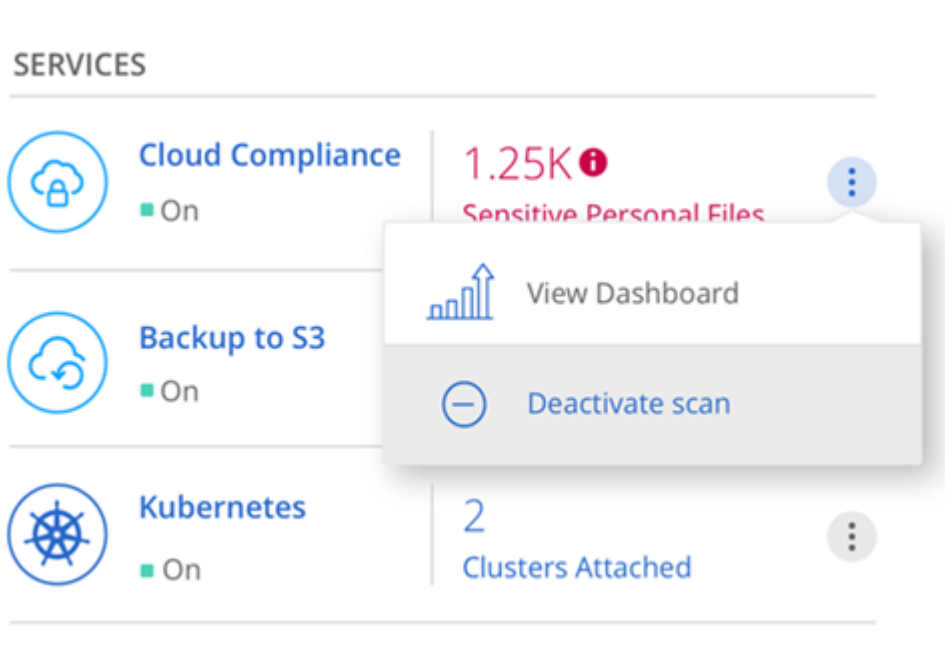 SERVICES
Cloud Compliance
On
1.25K
Sensitive Personal Files
View Dashboard
Deactivate scan
Backup to S3
On
Kubernetes
On
2
Clusters Attached